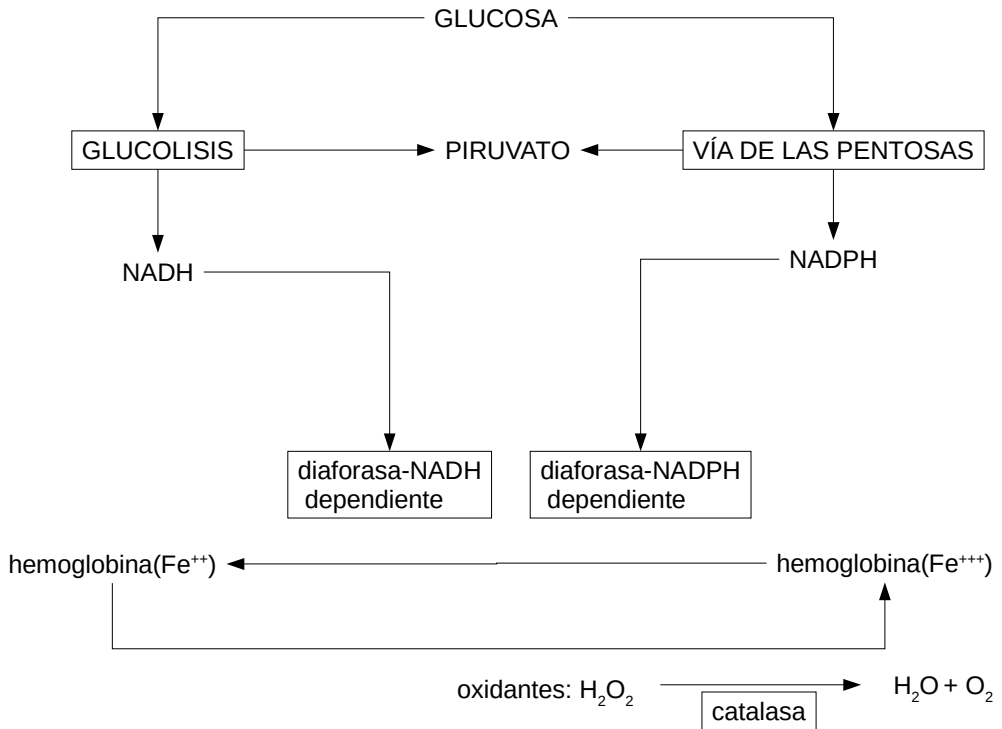 GLUCOSA
GLUCOLISIS
PIRUVATO
VÍA DE LAS PENTOSAS
NADH
NADPH
diaforasa-NADH
dependiente
diaforasa-NADPH
dependiente
hemoglobina(Fe⁺⁺)
hemoglobina(Fe⁺⁺⁺)
oxidantes: H₂O₂
H₂O + O₂
catalasa